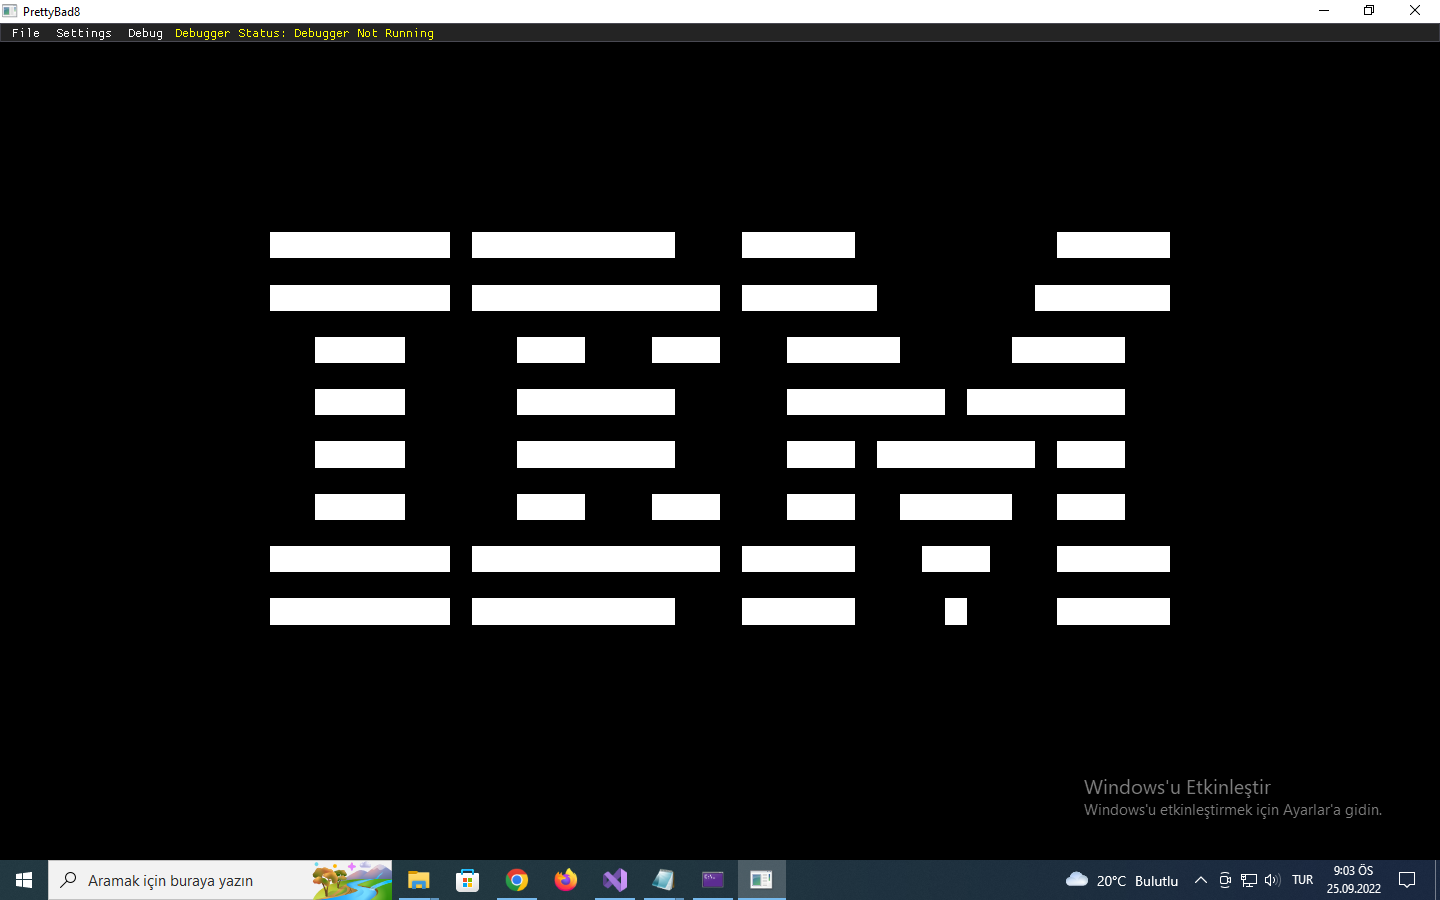 PrettyBad8
File Settings Debug Debugger Status: Debugger Not Running
IBM
Windows'u Etkinleştir
Windows'u etkinleştirmek için Ayarlar'a gidin.
Aramak için buraya yazın
20°C Bulutlu
TUR
9:03 ÖS
25.09.2022